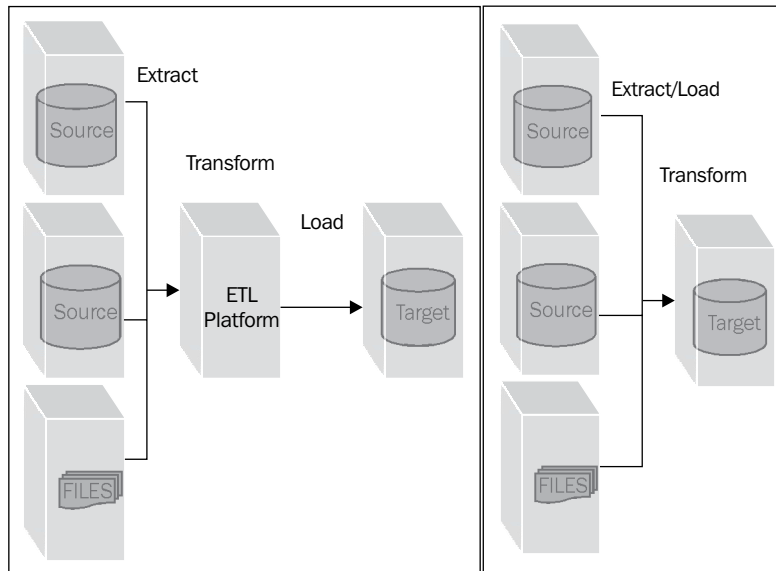 Extract
Source
Transform
Load
Source
ETL
Platform
Target
FILES
Extract/Load
Source
Transform
Source
Target
FILES